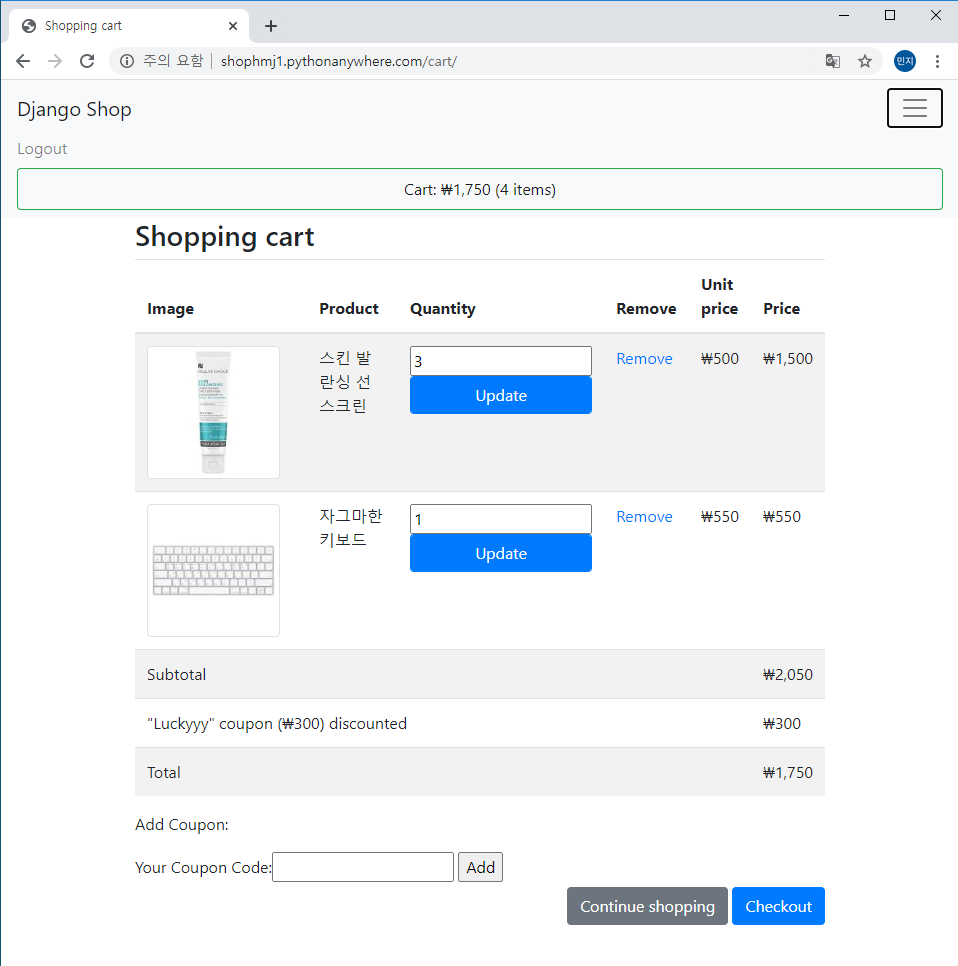 Shopping cart
주의 요함 | shophmj1.pythonanywhere.com/cart/
민지
Django Shop
Logout
Cart: ₩1,750 (4 items)
Shopping cart
Image Product Quantity Remove Unit price Price
스킨 발
란싱 선
스크린
3
Update
Remove ₩500 ₩1,500
자그마한
키보드
1
Update
Remove ₩550 ₩550
Subtotal ₩2,050
"Luckyyy" coupon (₩300) discounted ₩300
Total ₩1,750
Add Coupon:
Your Coupon Code: Add
Continue shopping Checkout